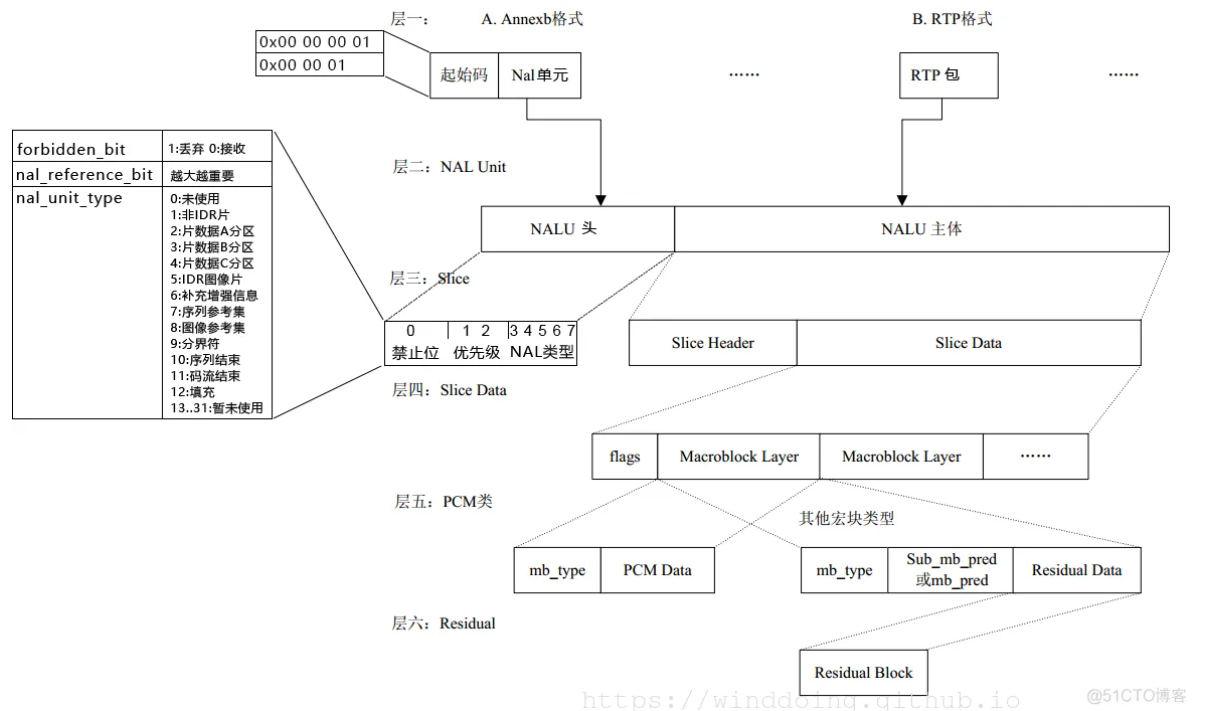 层一： A. Annexb格式 B. RTP格式
0x00 00 00 01
0x00 00 01
起始码 Nal单元 …… RTP 包 ……
forbidden_bit 1:丢弃 0:接收
nal_reference_bit 越大越重要
nal_unit_type 0:未使用
1:非IDR片
2:片数据A分区
3:片数据B分区
4:片数据C分区
5:IDR图像片
6:补充增强信息
7:序列参考集
8:图像参考集
9:分界符
10:序列结束
11:码流结束
12:填充
13..31:暂未使用
层二：NAL Unit
NALU 头 NALU 主体
层三：Slice
0 1 2 3 4 5 6 7
禁止位 优先级 NAL类型
Slice Header Slice Data
层四：Slice Data
flags Macroblock Layer Macroblock Layer ……
层五：PCM类
其他宏块类型
mb_type PCM Data mb_type Sub_mb_pred
或mb_pred Residual Data
层六：Residual
Residual Block
https://winddoing.github.io
@51CTO博客